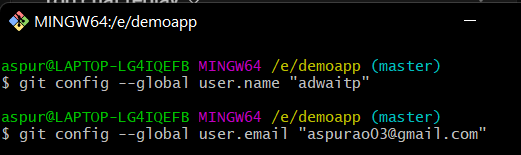 MINGW64:/e/demoapp
aspur@LAPTOP-LG4IQEFB MINGW64 /e/demoapp (master)
$ git config --global user.name "adwaitp"
aspur@LAPTOP-LG4IQEFB MINGW64 /e/demoapp (master)
$ git config --global user.email "aspurao03@gmail.com"